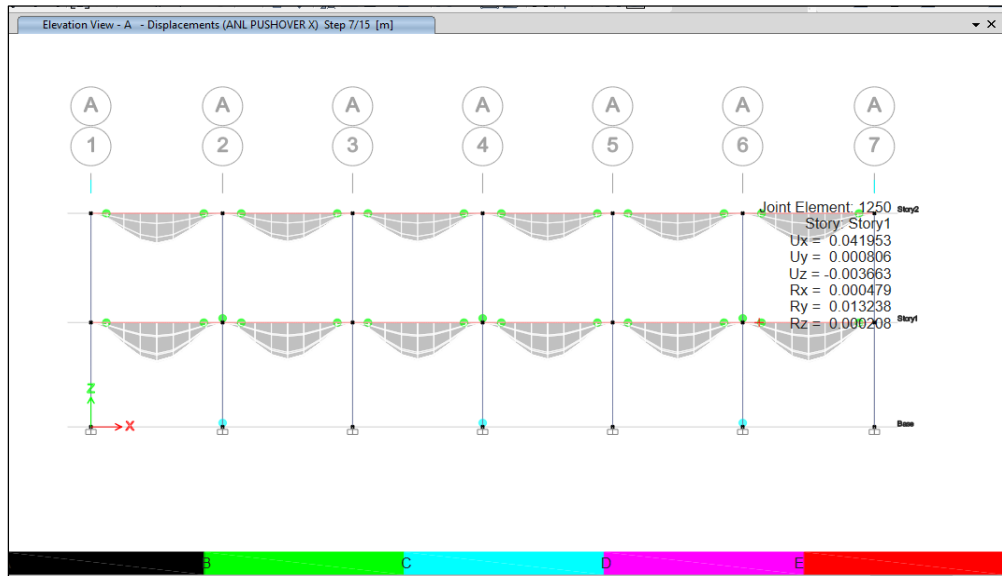 Elevation View - A - Displacements (ANL PUSHOVER X) Step 7/15 [m]
A A A A A A A
1 2 3 4 5 6 7
Joint Element: 1250
Story2
Story: Story1
Ux = 0.041953
Uy = 0.000806
Uz = -0.003663
Rx = 0.000479
Ry = 0.013238
Story1
Rz = 0.000208
Z
X
Base
B C D E